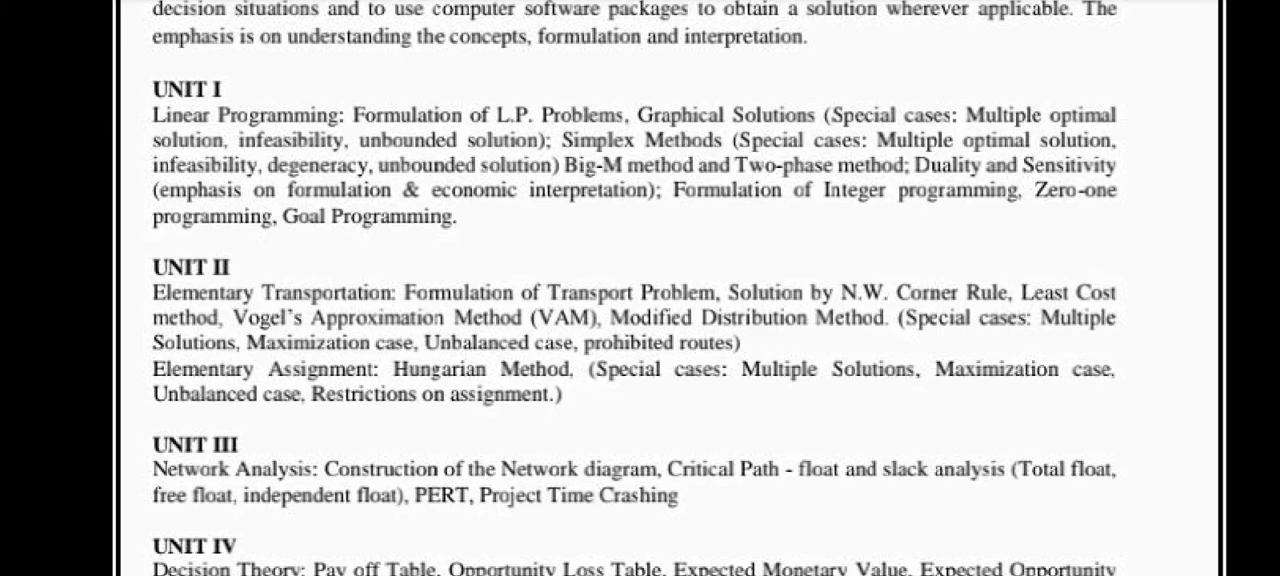 decision situations and to use computer software packages to obtain a solution wherever applicable. The
emphasis is on understanding the concepts, formulation and interpretation.
UNIT I
Linear Programming: Formulation of L.P. Problems, Graphical Solutions (Special cases: Multiple optimal
solution, infeasibility, unbounded solution); Simplex Methods (Special cases: Multiple optimal solution,
infeasibility, degeneracy, unbounded solution) Big-M method and Two-phase method; Duality and Sensitivity
(emphasis on formulation & economic interpretation); Formulation of Integer programming, Zero-one
programming, Goal Programming.
UNIT II
Elementary Transportation: Formulation of Transport Problem, Solution by N.W. Corner Rule, Least Cost
method, Vogel's Approximation Method (VAM), Modified Distribution Method. (Special cases: Multiple
Solutions, Maximization case, Unbalanced case, prohibited routes)
Elementary Assignment: Hungarian Method, (Special cases: Multiple Solutions, Maximization case,
Unbalanced case, Restrictions on assignment.)
UNIT III
Network Analysis: Construction of the Network diagram, Critical Path - float and slack analysis (Total float,
free float, independent float), PERT, Project Time Crashing
UNIT IV
Decision Theory: Pay off Table, Opportunity Loss Table, Expected Monetary Value, Expected Opportunity